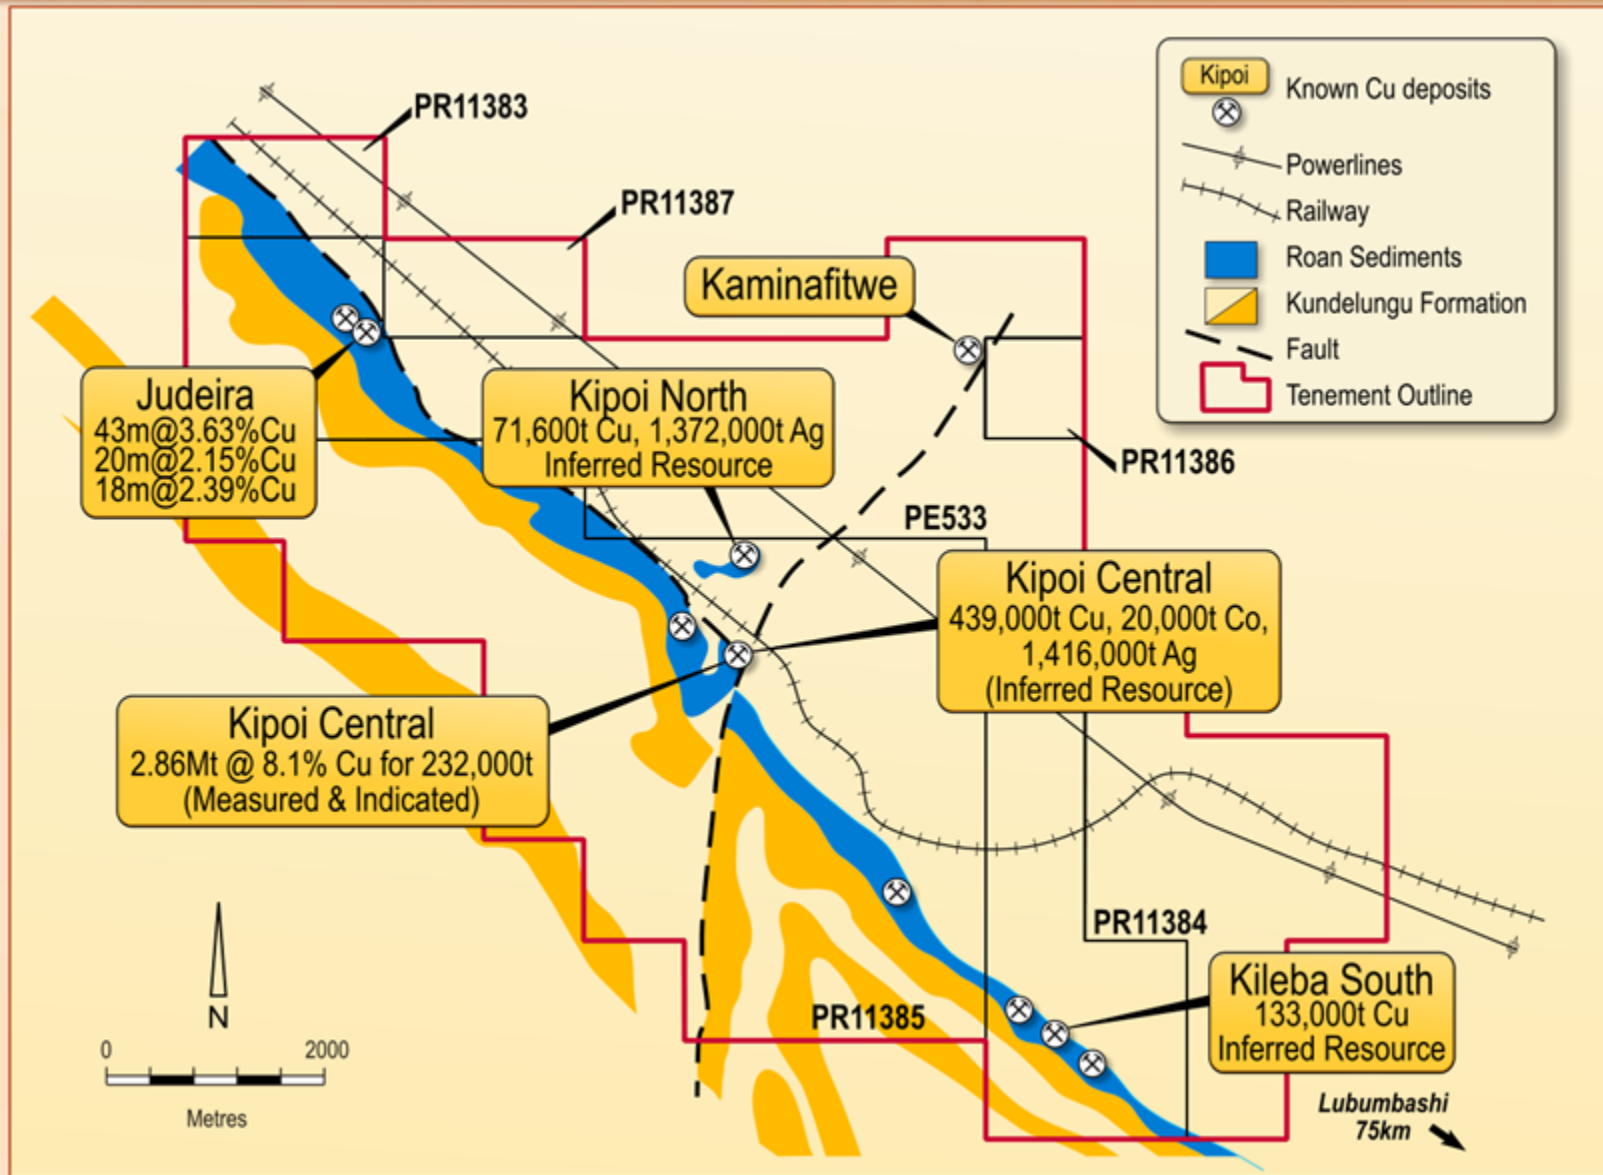 PR11383
PR11387
Kaminafitwe
Judeira
43m@3.63%Cu
20m@2.15%Cu
18m@2.39%Cu
Kipoi North
71,600t Cu, 1,372,000t Ag
Inferred Resource
PR11386
PE533
Kipoi Central
439,000t Cu, 20,000t Co,
1,416,000t Ag
(Inferred Resource)
Kipoi Central
2.86Mt @ 8.1% Cu for 232,000t
(Measured & Indicated)
PR11384
PR11385
Kileba South
133,000t Cu
Inferred Resource
Lubumbashi
75km
N
0 2000
Metres
Kipoi
Known Cu deposits
Powerlines
Railway
Roan Sediments
Kundelungu Formation
Fault
Tenement Outline